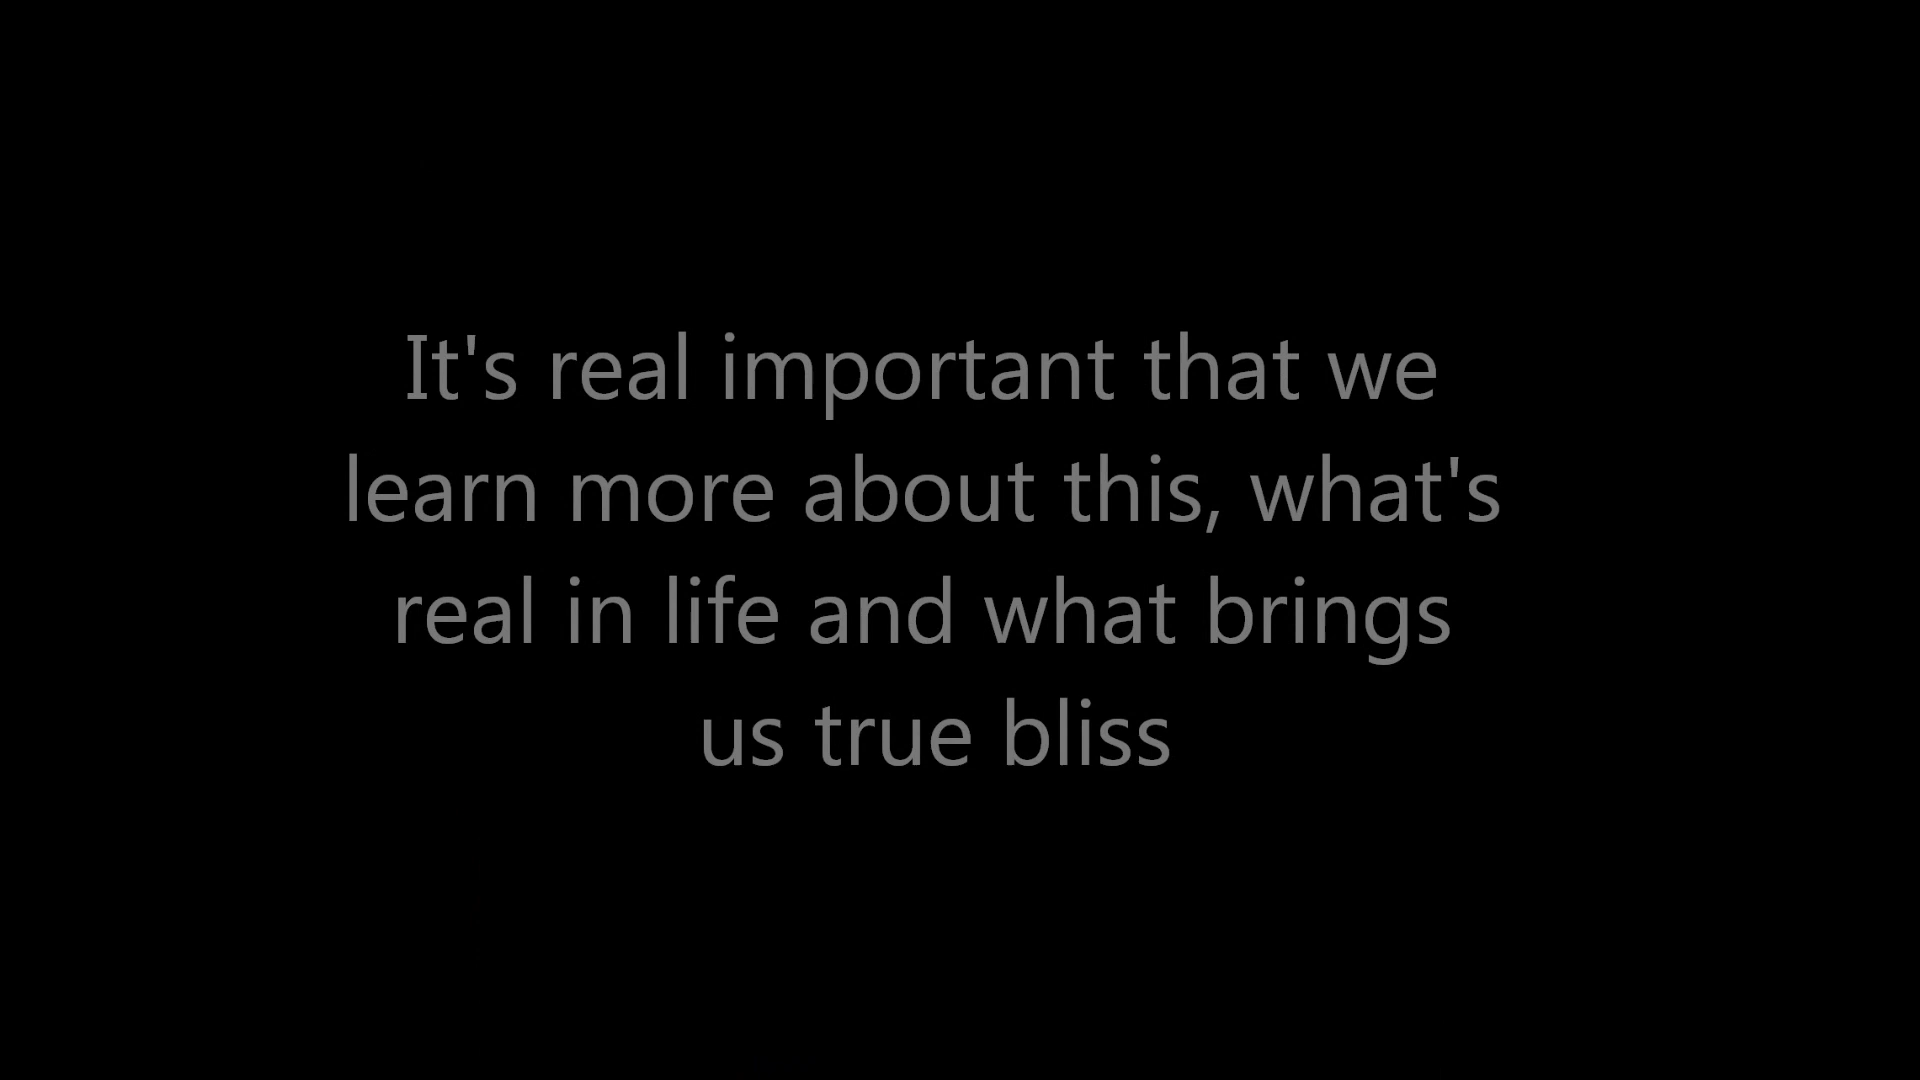 It's real important that we
learn more about this, what's
real in life and what brings
us true bliss